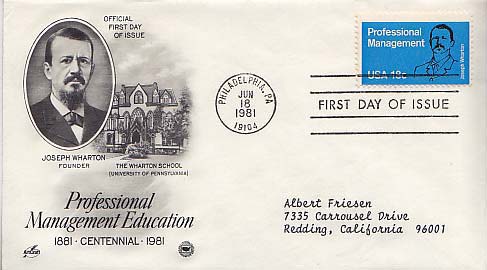 OFFICIAL
FIRST DAY
OF ISSUE
JOSEPH WHARTON
FOUNDER
THE WHARTON SCHOOL
(UNIVERSITY OF PENNSYLVANIA)
Professional
Management Education
1881 · CENTENNIAL · 1981
ArtCraft
PHILADELPHIA, PA
JUN
18
1981
19104
Professional
Management
Joseph Wharton
USA 18c
FIRST DAY OF ISSUE
Albert Friesen
7335 Carrousel Drive
Redding, California 96001